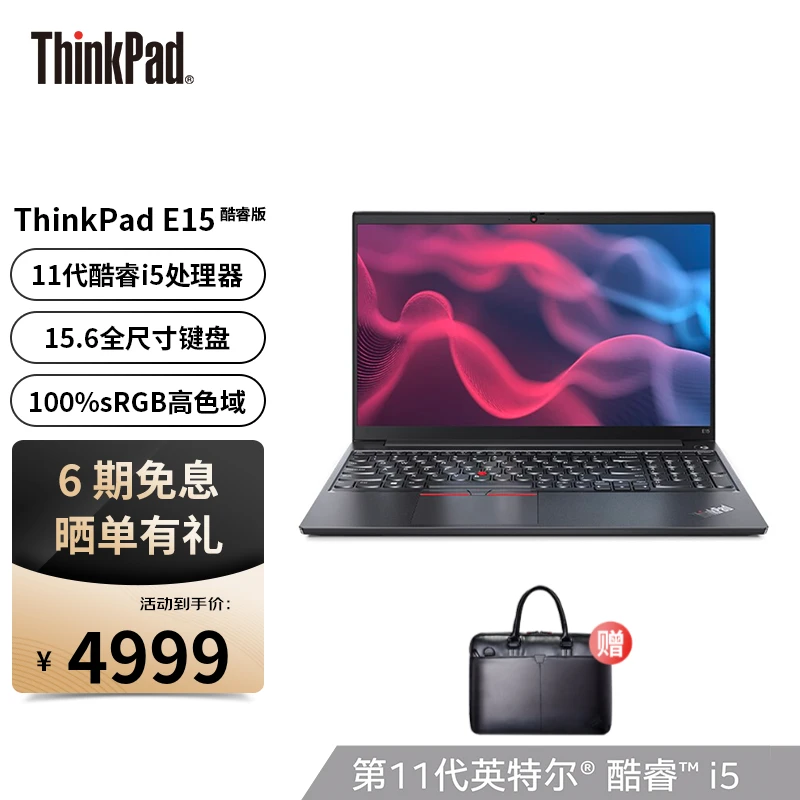 ThinkPad®
ThinkPad E15 酷睿版
11代酷睿i5处理器
15.6全尺寸键盘
100%sRGB高色域
6期免息
晒单有礼
活动到手价：
¥ 4999
E15
ThinkPad
赠
第11代英特尔® 酷睿™ i5